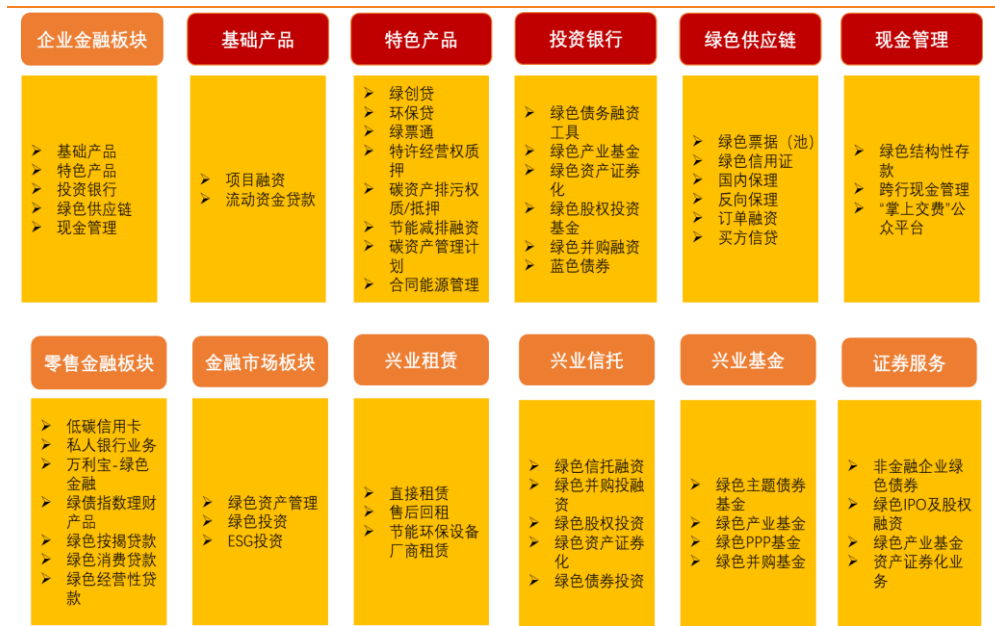 企业金融板块
基础产品
特色产品
投资银行
绿色供应链
现金管理
➢ 基础产品
➢ 特色产品
➢ 投资银行
➢ 绿色供应链
➢ 现金管理
➢ 项目融资
➢ 流动资金贷款
➢ 绿创贷
➢ 环保贷
➢ 绿票通
➢ 特许经营权质
押
➢ 碳资产排污权
质/抵押
➢ 节能减排融资
➢ 碳资产管理计
划
➢ 合同能源管理
➢ 绿色债务融资
工具
➢ 绿色产业基金
➢ 绿色资产证券
化
➢ 绿色股权投资
基金
➢ 绿色并购融资
➢ 蓝色债券
➢ 绿色票据（池）
➢ 绿色信用证
➢ 国内保理
➢ 反向保理
➢ 订单融资
➢ 买方信贷
➢ 绿色结构性存
款
➢ 跨行现金管理
➢ “掌上交费”公
众平台
零售金融板块
金融市场板块
兴业租赁
兴业信托
兴业基金
证券服务
➢ 低碳信用卡
➢ 私人银行业务
➢ 万利宝-绿色
金融
➢ 绿债指数理财
产品
➢ 绿色按揭贷款
➢ 绿色消费贷款
➢ 绿色经营性贷
款
➢ 绿色资产管理
➢ 绿色投资
➢ ESG投资
➢ 直接租赁
➢ 售后回租
➢ 节能环保设备
厂商租赁
➢ 绿色信托融资
➢ 绿色并购投融
资
➢ 绿色股权投资
➢ 绿色资产证券
化
➢ 绿色债券投资
➢ 绿色主题债券
基金
➢ 绿色产业基金
➢ 绿色PPP基金
➢ 绿色并购基金
➢ 非金融企业绿
色债券
➢ 绿色IPO及股权
融资
➢ 绿色产业基金
➢ 资产证券化业
务